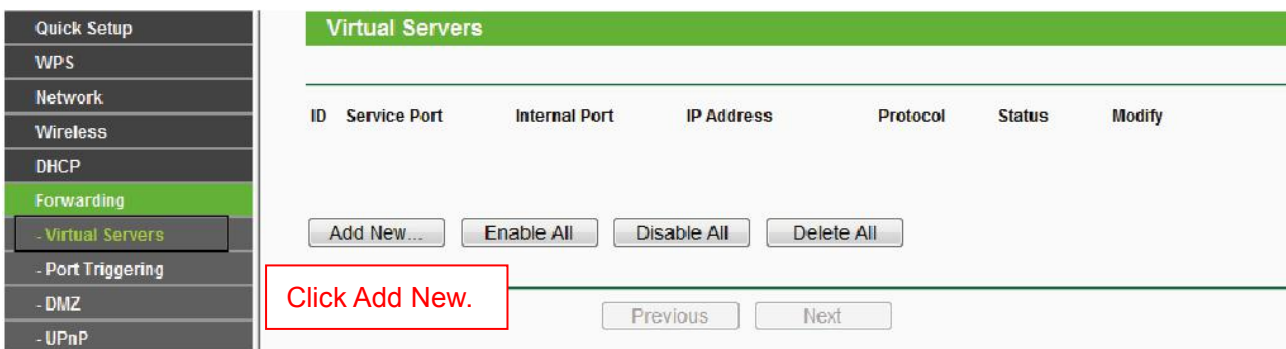 Quick Setup
WPS
Network
Wireless
DHCP
Forwarding
- Virtual Servers
- Port Triggering
- DMZ
- UPnP
Virtual Servers
ID Service Port Internal Port IP Address Protocol Status Modify
Add New... Enable All Disable All Delete All
Click Add New.
Previous Next